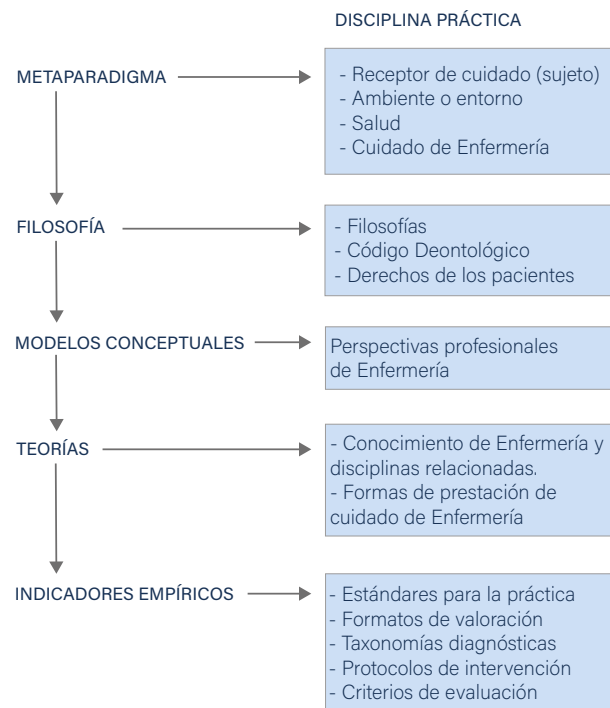 DISCIPLINA PRÁCTICA
METAPARADIGMA
- Receptor de cuidado (sujeto)
- Ambiente o entorno
- Salud
- Cuidado de Enfermería
FILOSOFÍA
- Filosofías
- Código Deontológico
- Derechos de los pacientes
MODELOS CONCEPTUALES
Perspectivas profesionales
de Enfermería
TEORÍAS
- Conocimiento de Enfermería y
disciplinas relacionadas.
- Formas de prestación de
cuidado de Enfermería
INDICADORES EMPÍRICOS
- Estándares para la práctica
- Formatos de valoración
- Taxonomías diagnósticas
- Protocolos de intervención
- Criterios de evaluación